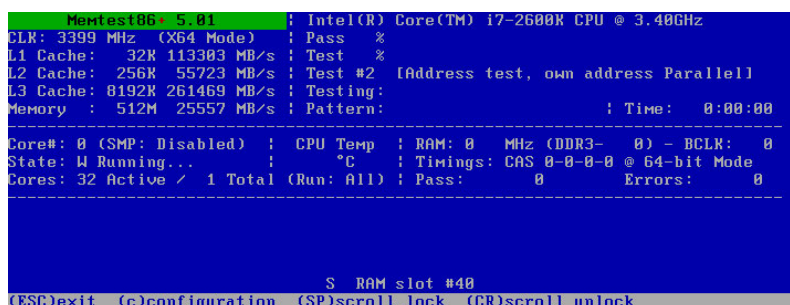 Memtest86+ 5.01 | Intel(R) Core(TM) i7-2600K CPU @ 3.40GHz
CLK: 3399 MHz (X64 Mode) | Pass %
L1 Cache: 32K 113303 MB/s | Test %
L2 Cache: 256K 55723 MB/s | Test #2 [Address test, own address Parallel]
L3 Cache: 8192K 261469 MB/s | Testing:
Memory : 512M 25557 MB/s | Pattern: | Time: 0:00:00
Core#: 0 (SMP: Disabled) | CPU Temp | RAM: 0 MHz (DDR3- 0) - BCLK: 0
State: W Running... | °C | Timings: CAS 0-0-0-0 @ 64-bit Mode
Cores: 32 Active / 1 Total (Run: All) | Pass: 0 Errors: 0
S RAM slot #40
(ESC)exit (c)configuration (SP)scroll lock (CR)scroll unlock